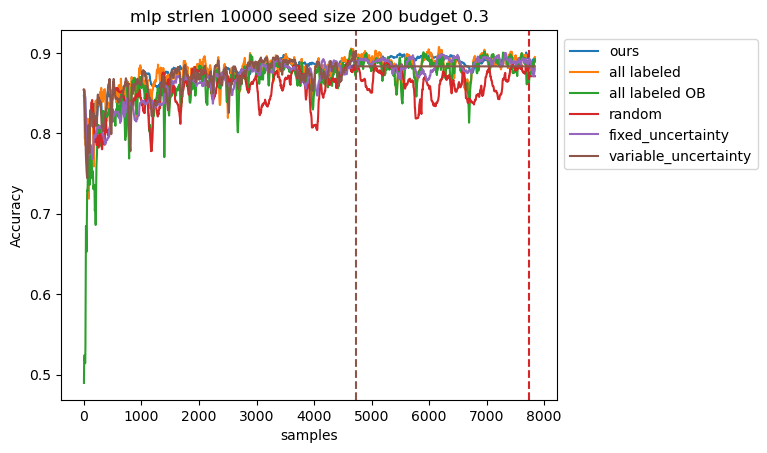 mlp strlen 10000 seed size 200 budget 0.3
ours
all labeled
all labeled OB
random
fixed_uncertainty
variable_uncertainty
Accuracy
0.9
0.8
0.7
0.6
0.5
0 1000 2000 3000 4000 5000 6000 7000 8000
samples